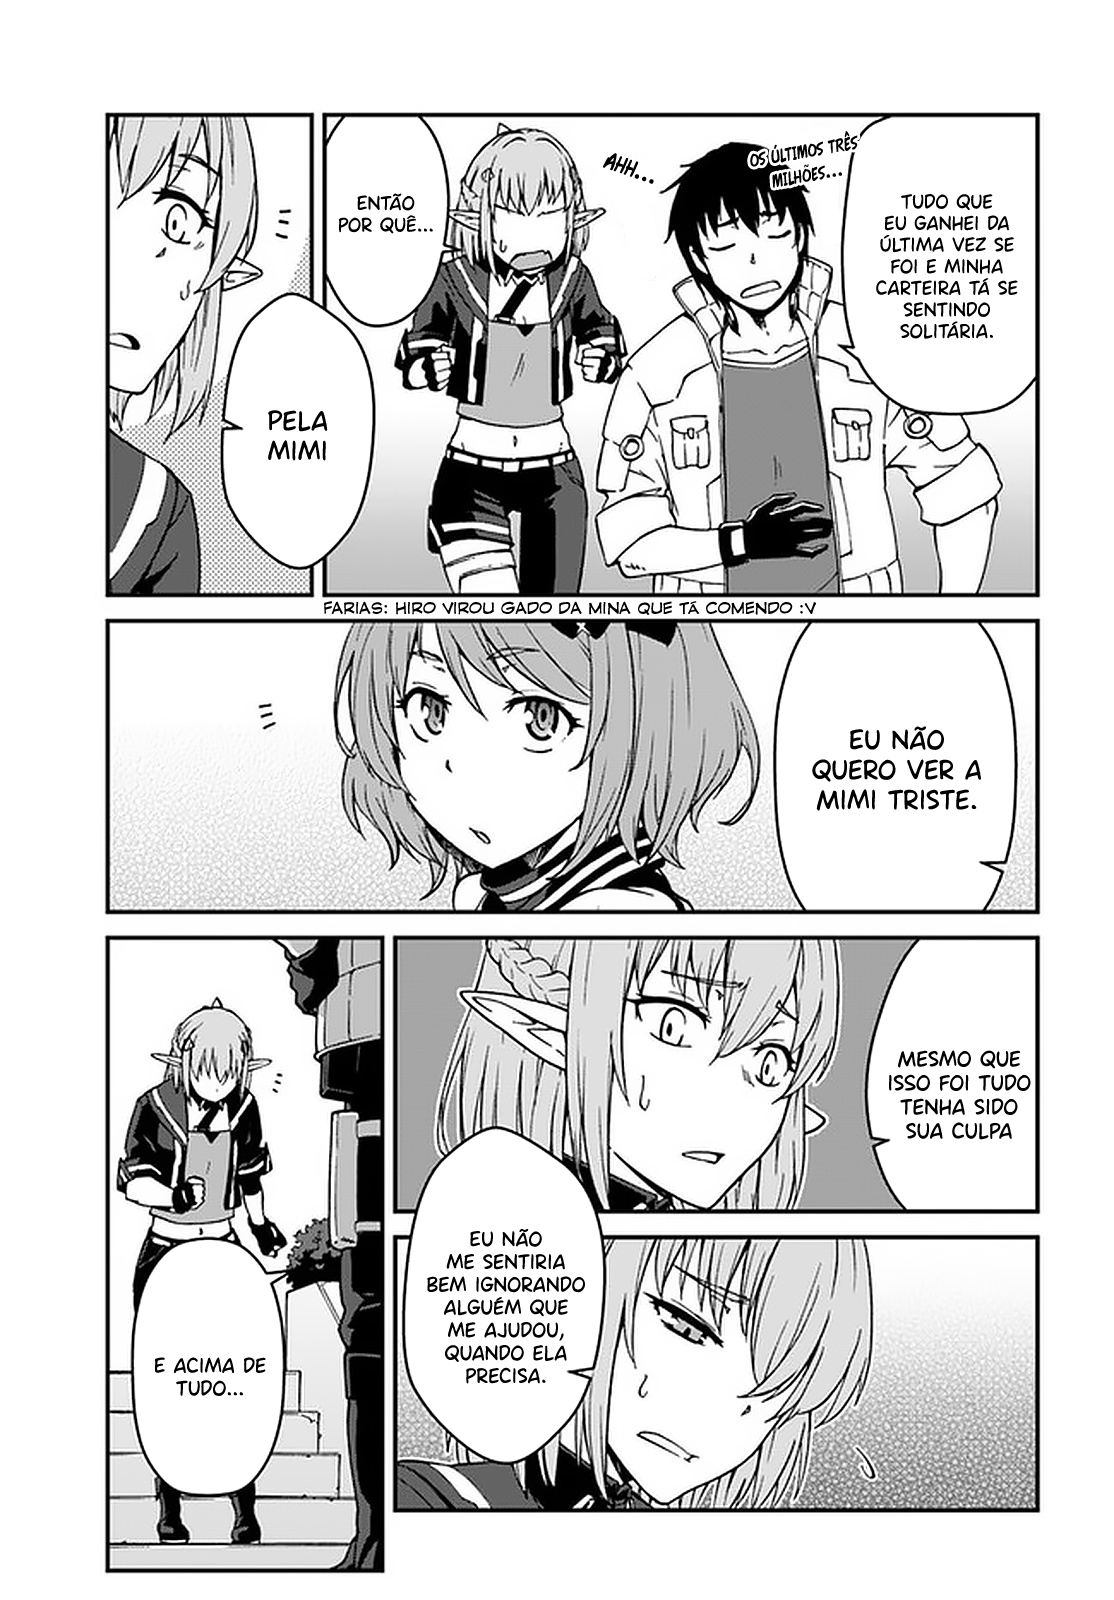 TUDO QUE
EU GANHEI DA
ÚLTIMA VEZ SE
FOI E MINHA
CARTEIRA TÁ SE
SENTINDO
SOLITÁRIA.
OS ÚLTIMOS TRÊS
MILHÕES...
AHH...
ENTÃO
POR QUÊ...
PELA
MIMI
FARIAS: HIRO VIROU GADO DA MINA QUE TÁ COMENDO :V
EU NÃO
QUERO VER A
MIMI TRISTE.
MESMO QUE
ISSO FOI TUDO
TENHA SIDO
SUA CULPA
EU NÃO
ME SENTIRIA
BEM IGNORANDO
ALGUÉM QUE
ME AJUDOU,
QUANDO ELA
PRECISA.
E ACIMA DE
TUDO...